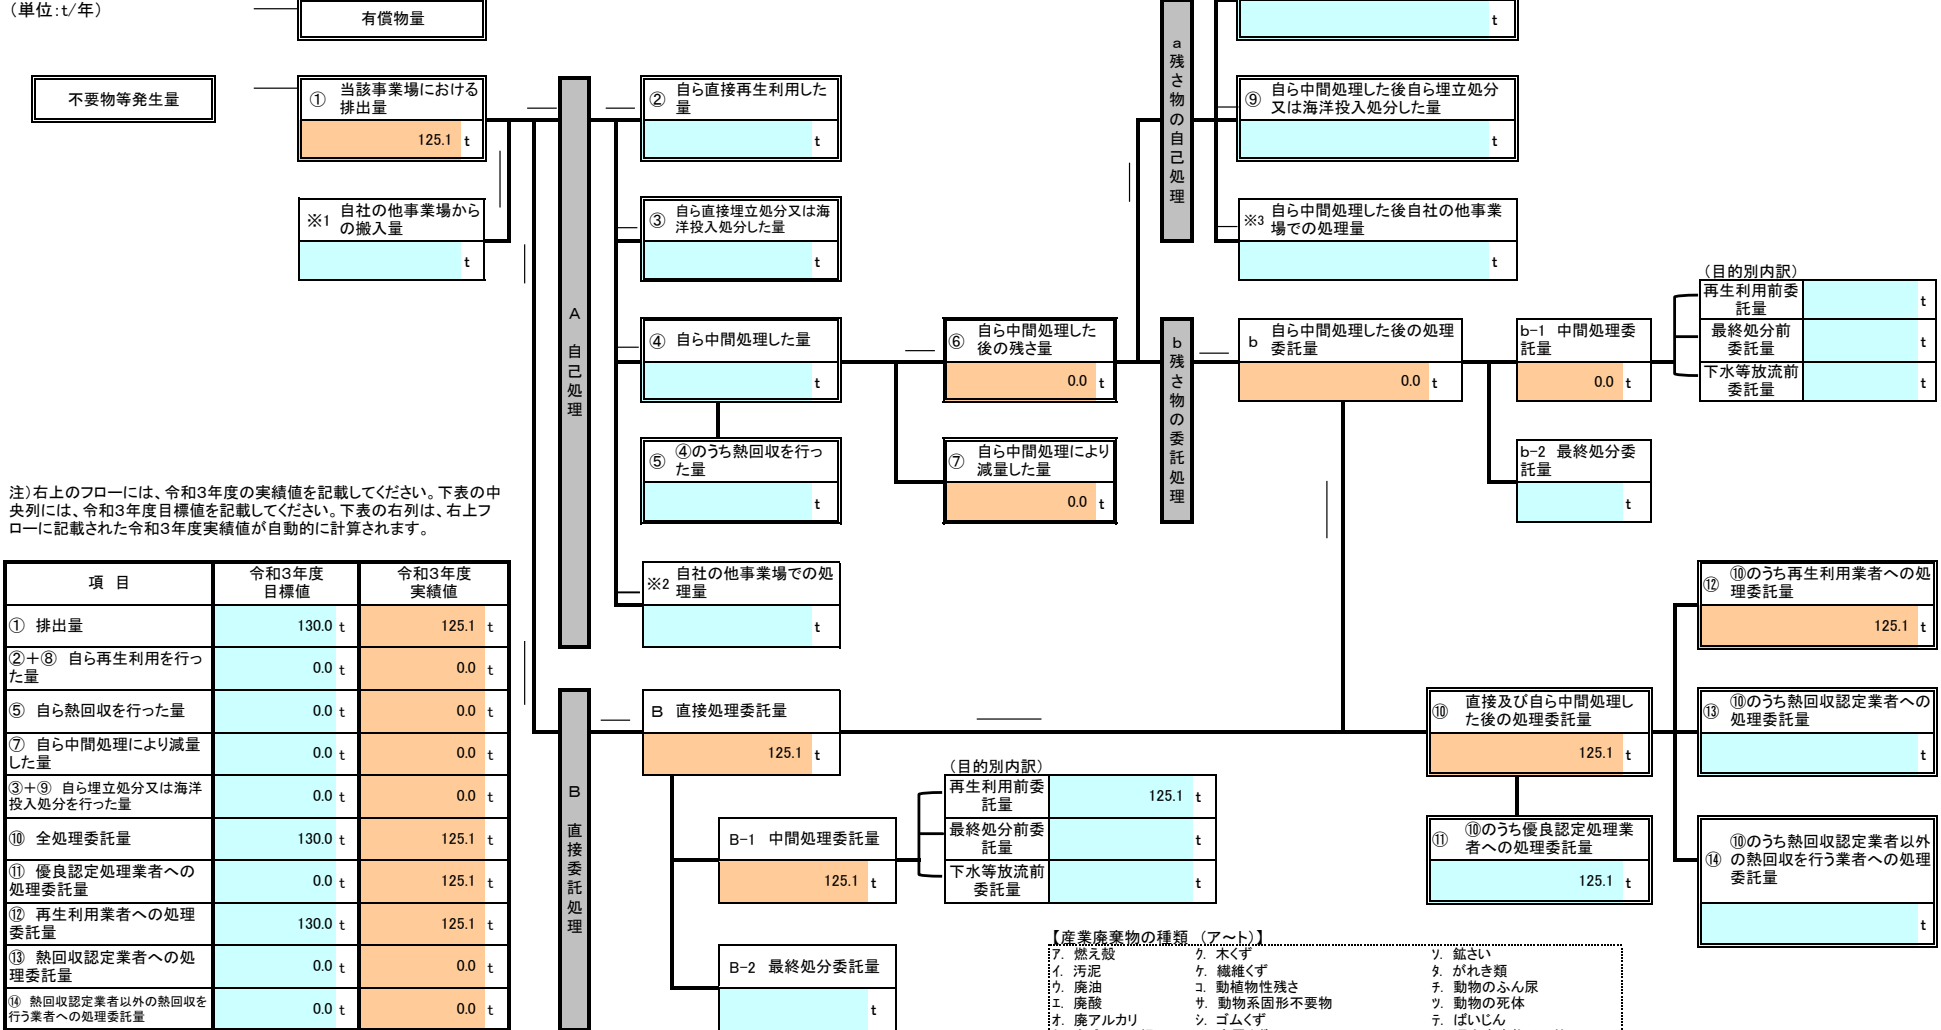 （単位：t/年）
有償物量
t
不要物等発生量
① 当該事業場における
排出量
125.1 t
② 自ら直接再生利用した
量
t
⑨ 自ら中間処理した後自ら埋立処分
又は海洋投入処分した量
t
a
残さ物の自己処理
※1 自社の他事業場から
の搬入量
t
③ 自ら直接埋立処分又は海
洋投入処分した量
t
※3 自ら中間処理した後自社の他事業
場での処理量
t
A
自己処理
④ 自ら中間処理した量
t
⑥ 自ら中間処理した
後の残さ量
0.0 t
b
残さ物の委託処理
b 自ら中間処理した後の処理
委託量
0.0 t
b-1 中間処理委
託量
0.0 t
（目的別内訳）
再生利用前委
託量
t
最終処分前
委託量
t
下水等放流前
委託量
t
⑤ ④のうち熱回収を行っ
た量
t
⑦ 自ら中間処理により
減量した量
0.0 t
b-2 最終処分委
託量
t
注）右上のフローには、令和3年度の実績値を記載してください。下表の中
央列には、令和3年度目標値を記載してください。下表の右列は、右上フ
ローに記載された令和3年度実績値が自動的に計算されます。
※2 自社の他事業場での処
理量
t
項 目
令和3年度
目標値
令和3年度
実績値
① 排出量 130.0 t 125.1 t
②＋⑧ 自ら再生利用を行っ
た量
0.0 t 0.0 t
⑤ 自ら熱回収を行った量 0.0 t 0.0 t
⑦ 自ら中間処理により減量
した量
0.0 t 0.0 t
③＋⑨ 自ら埋立処分又は海洋
投入処分を行った量
0.0 t 0.0 t
⑩ 全処理委託量 130.0 t 125.1 t
⑪ 優良認定処理業者への
処理委託量
0.0 t 125.1 t
⑫ 再生利用業者への処理
委託量
130.0 t 125.1 t
⑬ 熱回収認定業者への処
理委託量
0.0 t 0.0 t
⑭ 熱回収認定業者以外の熱回収を
行う業者への処理委託量
0.0 t 0.0 t
B
直接委託処理
B 直接処理委託量
125.1 t
B-1 中間処理委託量
125.1 t
（目的別内訳）
再生利用前委
託量
125.1 t
最終処分前委
託量
t
下水等放流前
委託量
t
B-2 最終処分委託量
t
⑩ 直接及び自ら中間処理し
た後の処理委託量
125.1 t
⑪ ⑩のうち優良認定処理業
者への処理委託量
125.1 t
⑫ ⑩のうち再生利用業者への処
理委託量
125.1 t
⑬ ⑩のうち熱回収認定業者への
処理委託量
t
⑭ ⑩のうち熱回収認定業者以外
の熱回収を行う業者への処理
委託量
t
【産業廃棄物の種類 （ア～ト）】
ア. 燃え殻 ク. 木くず ソ. 鉱さい
イ. 汚泥 ケ. 繊維くず タ. がれき類
ウ. 廃油 コ. 動植物性残さ チ. 動物のふん尿
エ. 廃酸 サ. 動物系固形不要物 ツ. 動物の死体
オ. 廃アルカリ シ. ゴムくず テ. ばいじん